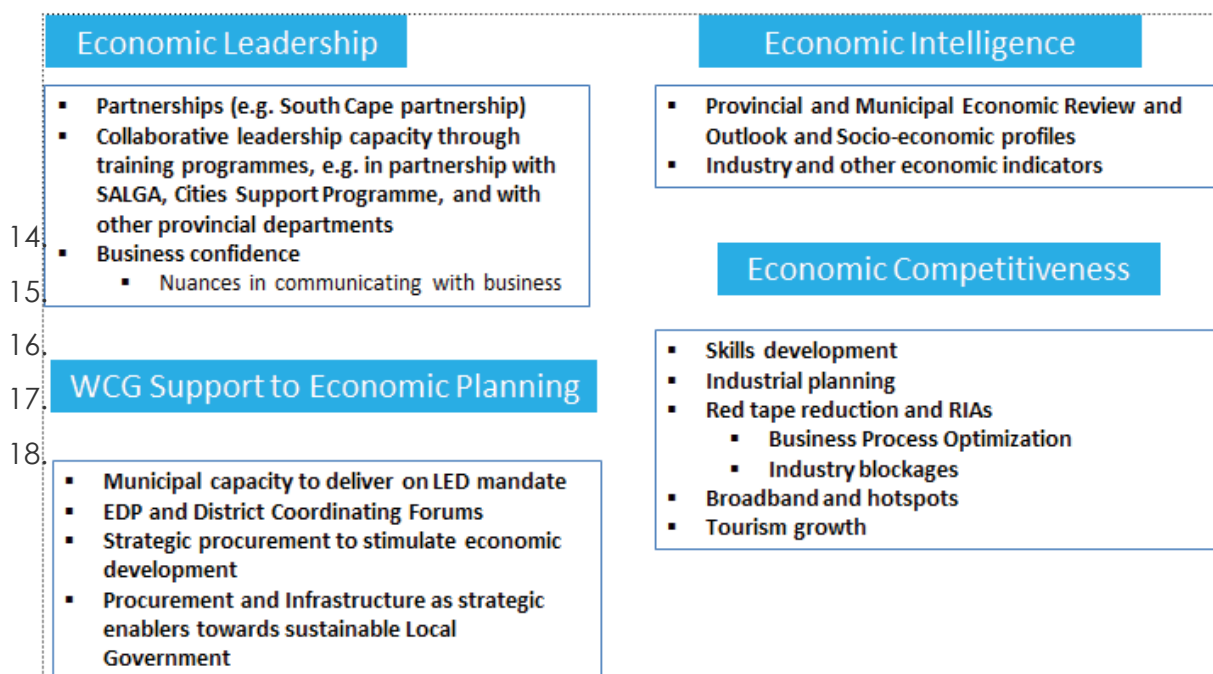 Economic Leadership
▪ Partnerships (e.g. South Cape partnership)
▪ Collaborative leadership capacity through
training programmes, e.g. in partnership with
SALGA, Cities Support Programme, and with
other provincial departments
▪ Business confidence
▪ Nuances in communicating with business
14.
15.
16.
17.
18.
WCG Support to Economic Planning
▪ Municipal capacity to deliver on LED mandate
▪ EDP and District Coordinating Forums
▪ Strategic procurement to stimulate economic
development
▪ Procurement and Infrastructure as strategic
enablers towards sustainable Local
Government
Economic Intelligence
▪ Provincial and Municipal Economic Review and
Outlook and Socio-economic profiles
▪ Industry and other economic indicators
Economic Competitiveness
▪ Skills development
▪ Industrial planning
▪ Red tape reduction and RIAs
▪ Business Process Optimization
▪ Industry blockages
▪ Broadband and hotspots
▪ Tourism growth